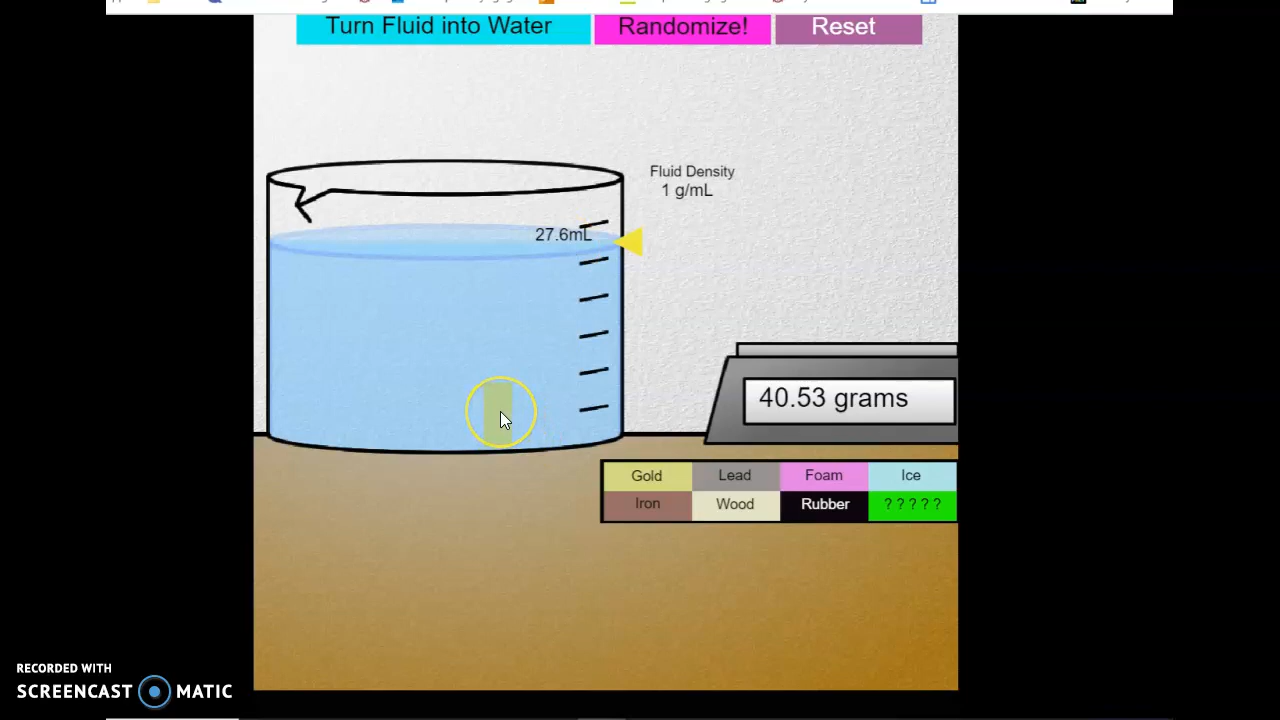 Turn Fluid into Water
Randomize!
Reset
Fluid Density
1 g/mL
27.6mL
40.53 grams
Gold
Lead
Foam
Ice
Iron
Wood
Rubber
? ? ? ? ?
RECORDED WITH
SCREENCAST MATIC